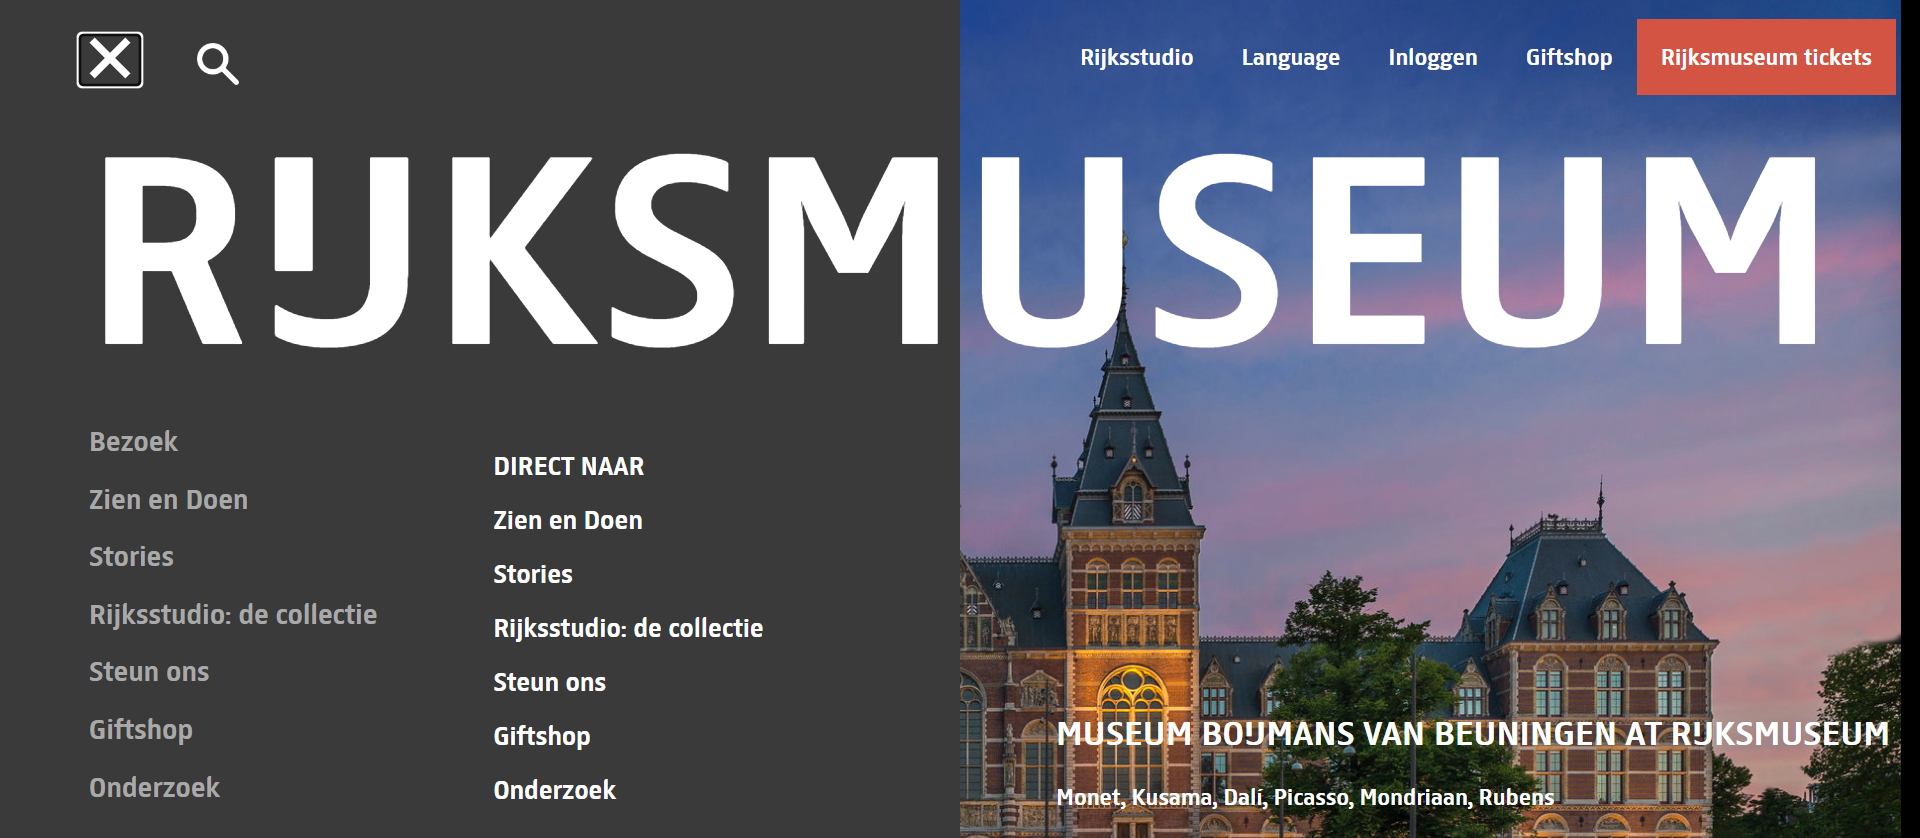 Rijksstudio Language Inloggen Giftshop Rijksmuseum tickets
RIJKSMUSEUM
Bezoek
Zien en Doen
Stories
Rijksstudio: de collectie
Steun ons
Giftshop
Onderzoek
DIRECT NAAR
Zien en Doen
Stories
Rijksstudio: de collectie
Steun ons
Giftshop
Onderzoek
MUSEUM BOIJMANS VAN BEUNINGEN AT RIJKSMUSEUM
Monet, Kusama, Dalí, Picasso, Mondriaan, Rubens